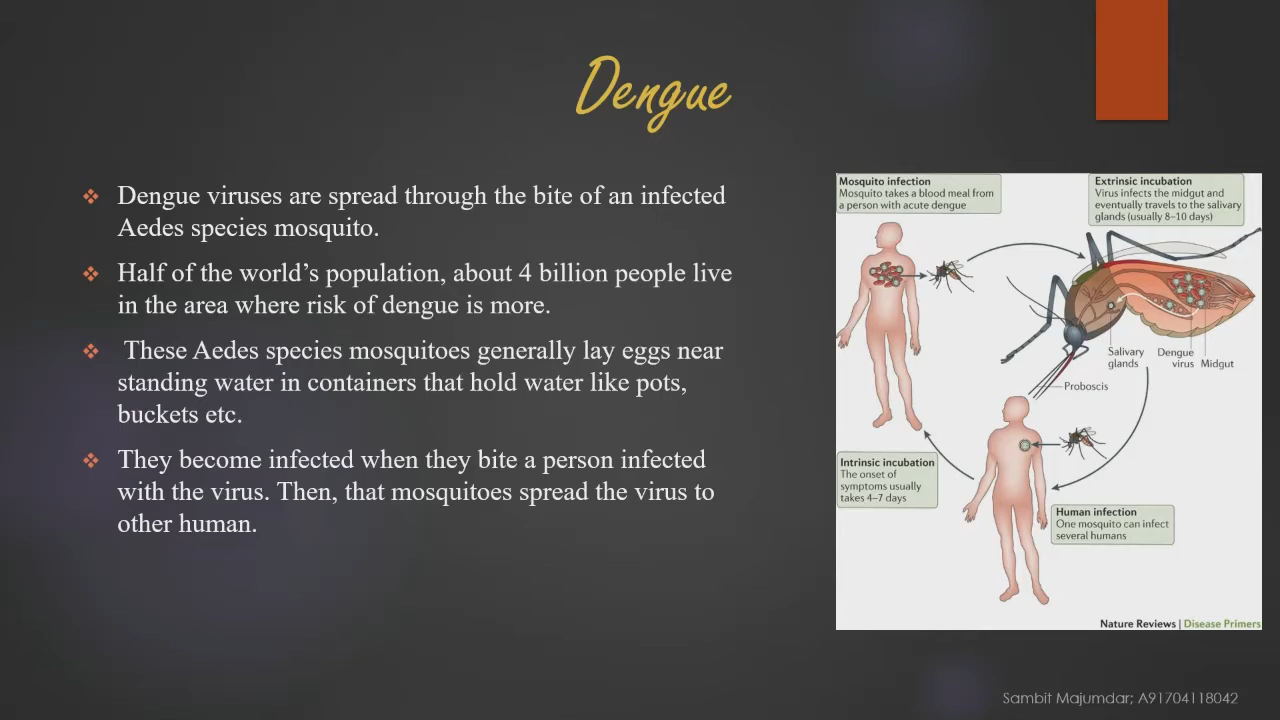 Dengue
Dengue viruses are spread through the bite of an infected
Aedes species mosquito.
Half of the world’s population, about 4 billion people live
in the area where risk of dengue is more.
These Aedes species mosquitoes generally lay eggs near
standing water in containers that hold water like pots,
buckets etc.
They become infected when they bite a person infected
with the virus. Then, that mosquitoes spread the virus to
other human.
Mosquito infection
Mosquito takes a blood meal from
a person with acute dengue
Extrinsic incubation
Virus infects the midgut and
eventually travels to the salivary
glands (usually 8–10 days)
Salivary
glands
Dengue
virus
Midgut
Proboscis
Intrinsic incubation
The onset of
symptoms usually
takes 4–7 days
Human infection
One mosquito can infect
several humans
Nature Reviews | Disease Primers
Sambit Majumdar; A91704118042